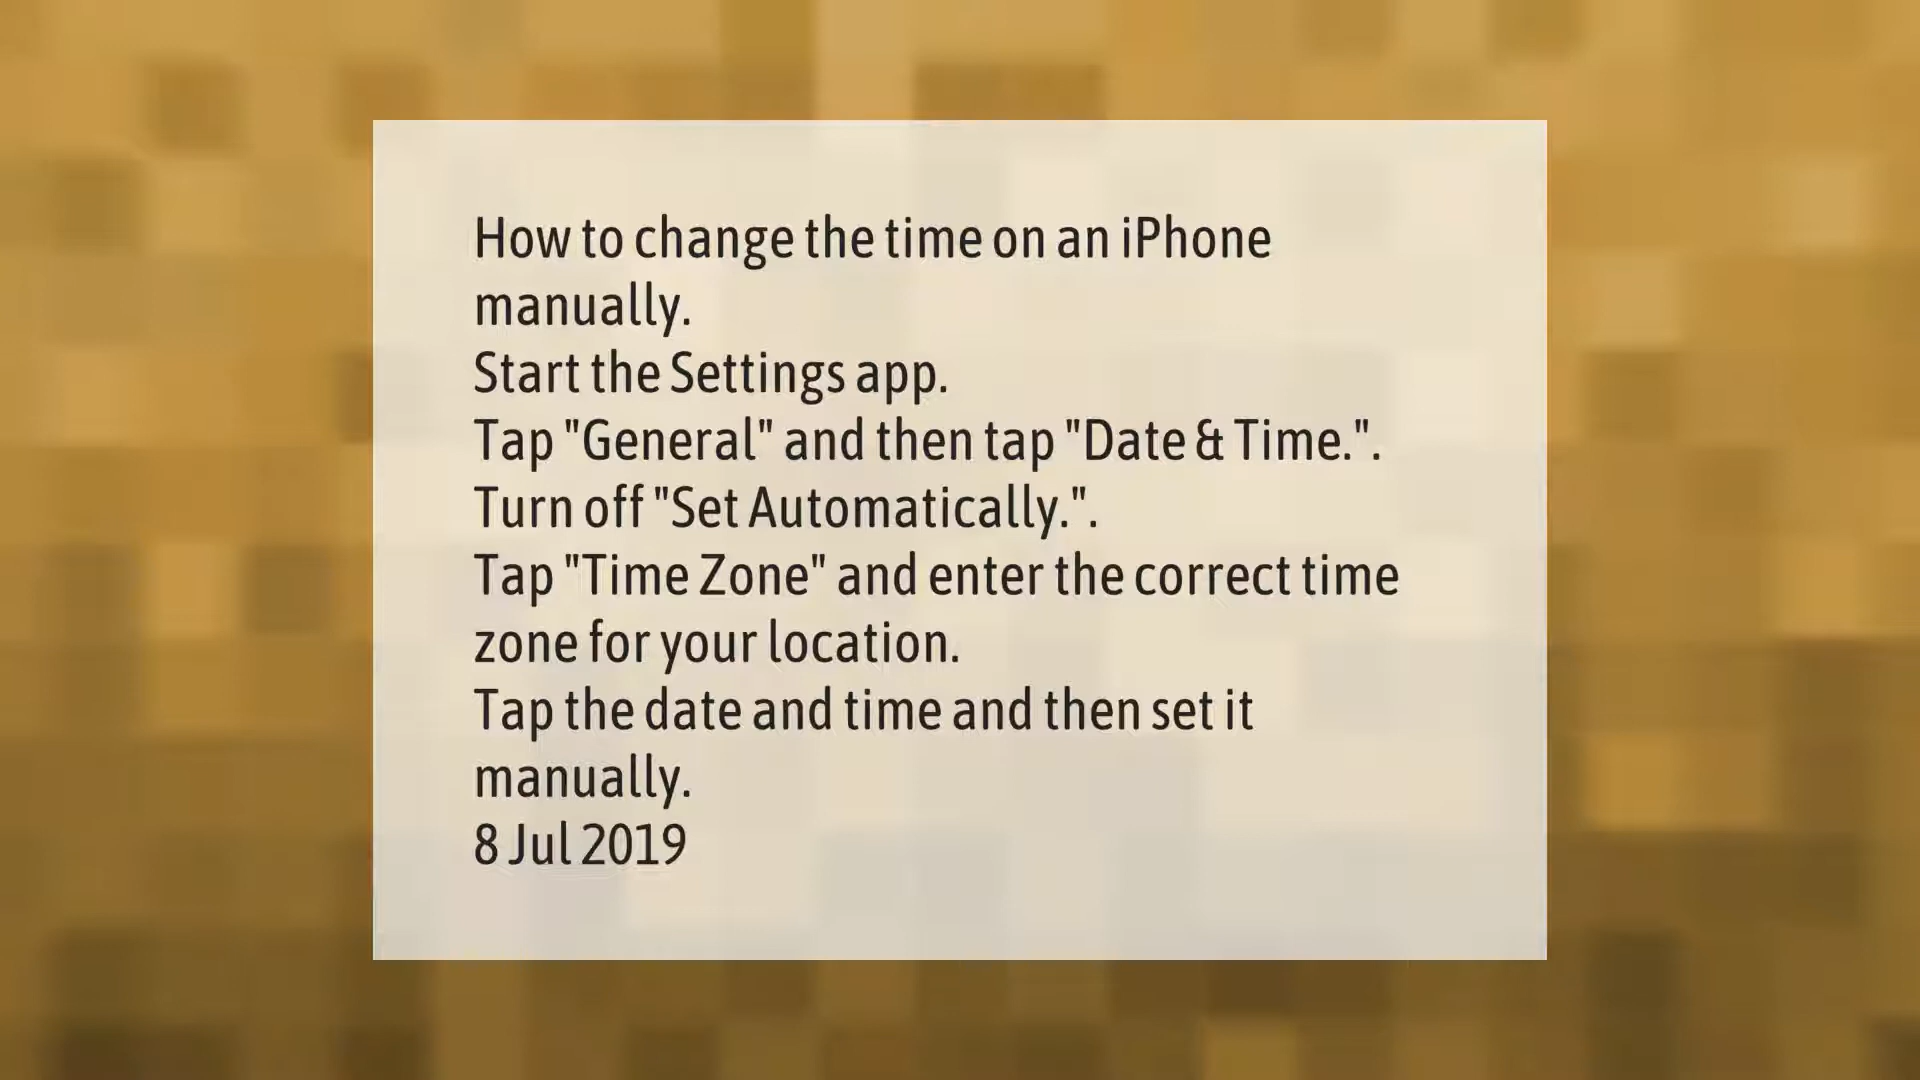 How to change the time on an iPhone
manually.
Start the Settings app.
Tap "General" and then tap "Date & Time.".
Turn off "Set Automatically.".
Tap "Time Zone" and enter the correct time
zone for your location.
Tap the date and time and then set it
manually.
8 Jul 2019